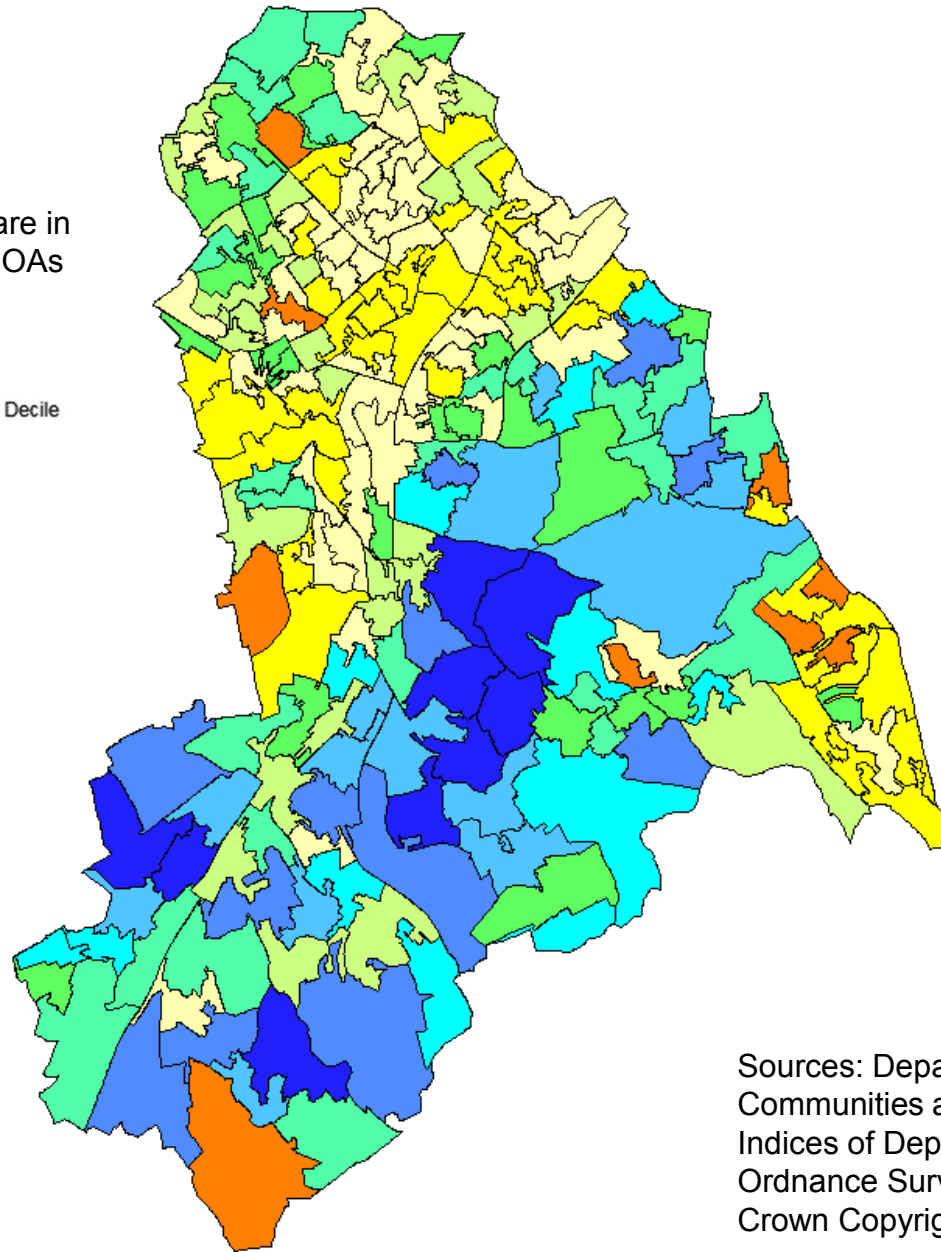 are in
OAs
Decile
Sources: Depa
Communities a
Indices of Dep
Ordnance Surv
Crown Copyrig